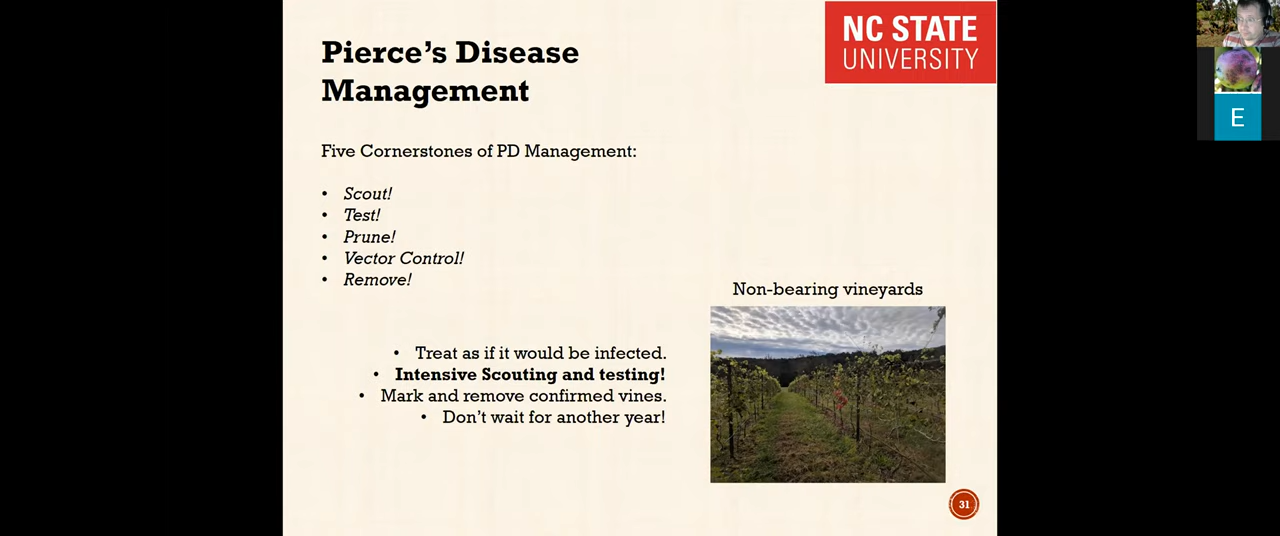 Pierce's Disease
Management
NC STATE
UNIVERSITY
Five Cornerstones of PD Management:
• Scout!
• Test!
• Prune!
• Vector Control!
• Remove!
Non-bearing vineyards
• Treat as if it would be infected.
• Intensive Scouting and testing!
• Mark and remove confirmed vines.
• Don't wait for another year!
31
E